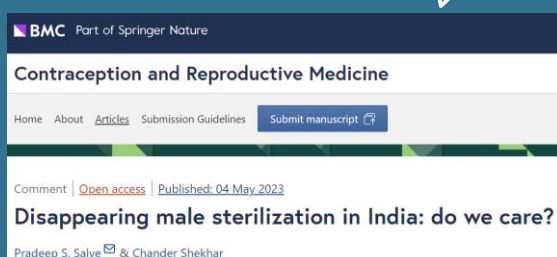 BMC Part of Springer Nature
Contraception and Reproductive Medicine
Home About Articles Submission Guidelines Submit manuscript
Comment | Open access | Published: 04 May 2023
Disappearing male sterilization in India: do we care?
Pradeep S. Salve & Chander Shekhar